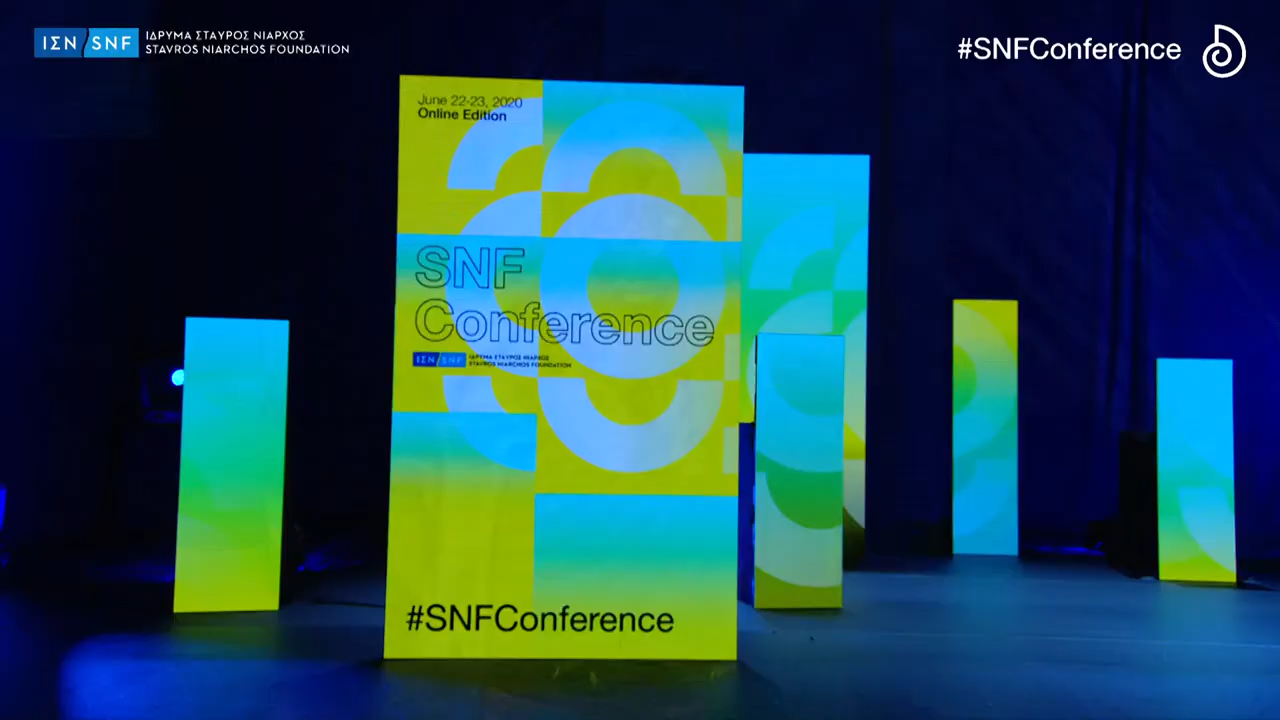 ΙΣΝ/SNF
ΙΔΡΥΜΑ ΣΤΑΥΡΟΣ ΝΙΑΡΧΟΣ
STAVROS NIARCHOS FOUNDATION
#SNFConference
June 22-23, 2020
Online Edition
SNF
Conference
ΙΣΝ/SNF
ΙΔΡΥΜΑ ΣΤΑΥΡΟΣ ΝΙΑΡΧΟΣ
STAVROS NIARCHOS FOUNDATION
#SNFConference